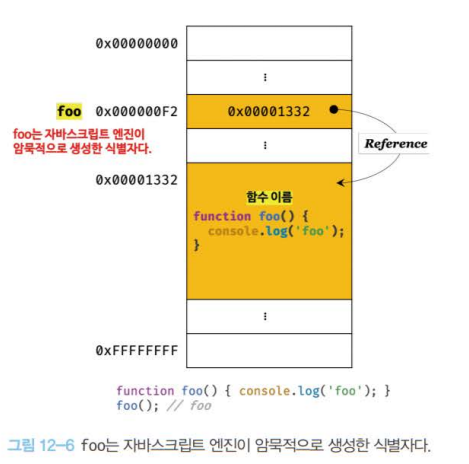 0x00000000
⋮
foo 0x000000F2 0x00001332
foo는 자바스크립트 엔진이
암묵적으로 생성한 식별자다.
⋮
Reference
0x00001332
함수 이름
function foo() {
console.log('foo');
}
⋮
0xFFFFFFFF
function foo() { console.log('foo'); }
foo(); // foo
그림 12-6 foo는 자바스크립트 엔진이 암묵적으로 생성한 식별자다.